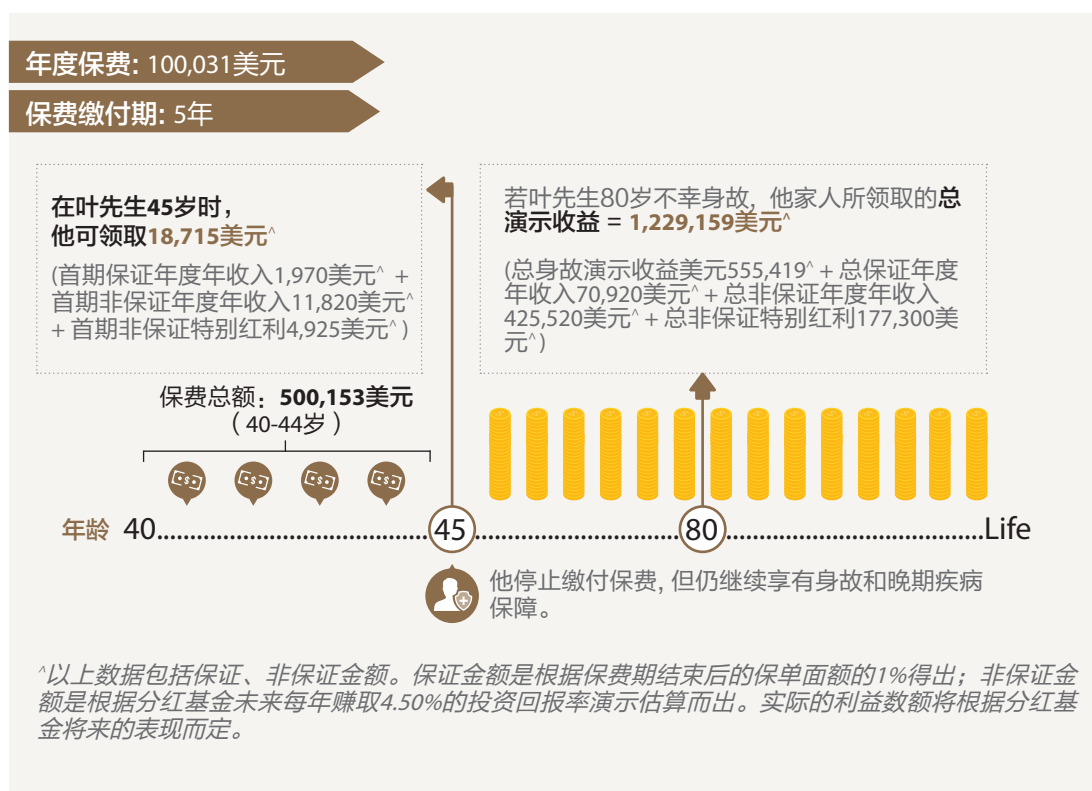 年度保费: 100,031美元
保费缴付期: 5年
在叶先生45岁时，
他可领取18,715美元^
(首期保证年度年收入1,970美元^ +
首期非保证年度年收入11,820美元^
+ 首期非保证特别红利4,925美元^ )
若叶先生80岁不幸身故, 他家人所领取的总
演示收益 = 1,229,159美元^
(总身故演示收益美元555,419^ + 总保证年度
年收入70,920美元^ + 总非保证年度年收入
425,520美元^ + 总非保证特别红利177,300美
元^ )
保费总额：500,153美元
（ 40-44岁 ）
年龄 40 45 80 Life
他停止缴付保费, 但仍继续享有身故和晚期疾病
保障。
^以上数据包括保证、非保证金额。保证金额是根据保费期结束后的保单面额的1%得出；非保证金
额是根据分红基金未来每年赚取4.50%的投资回报率演示估算而出。实际的利益数额将根据分红基
金将来的表现而定。